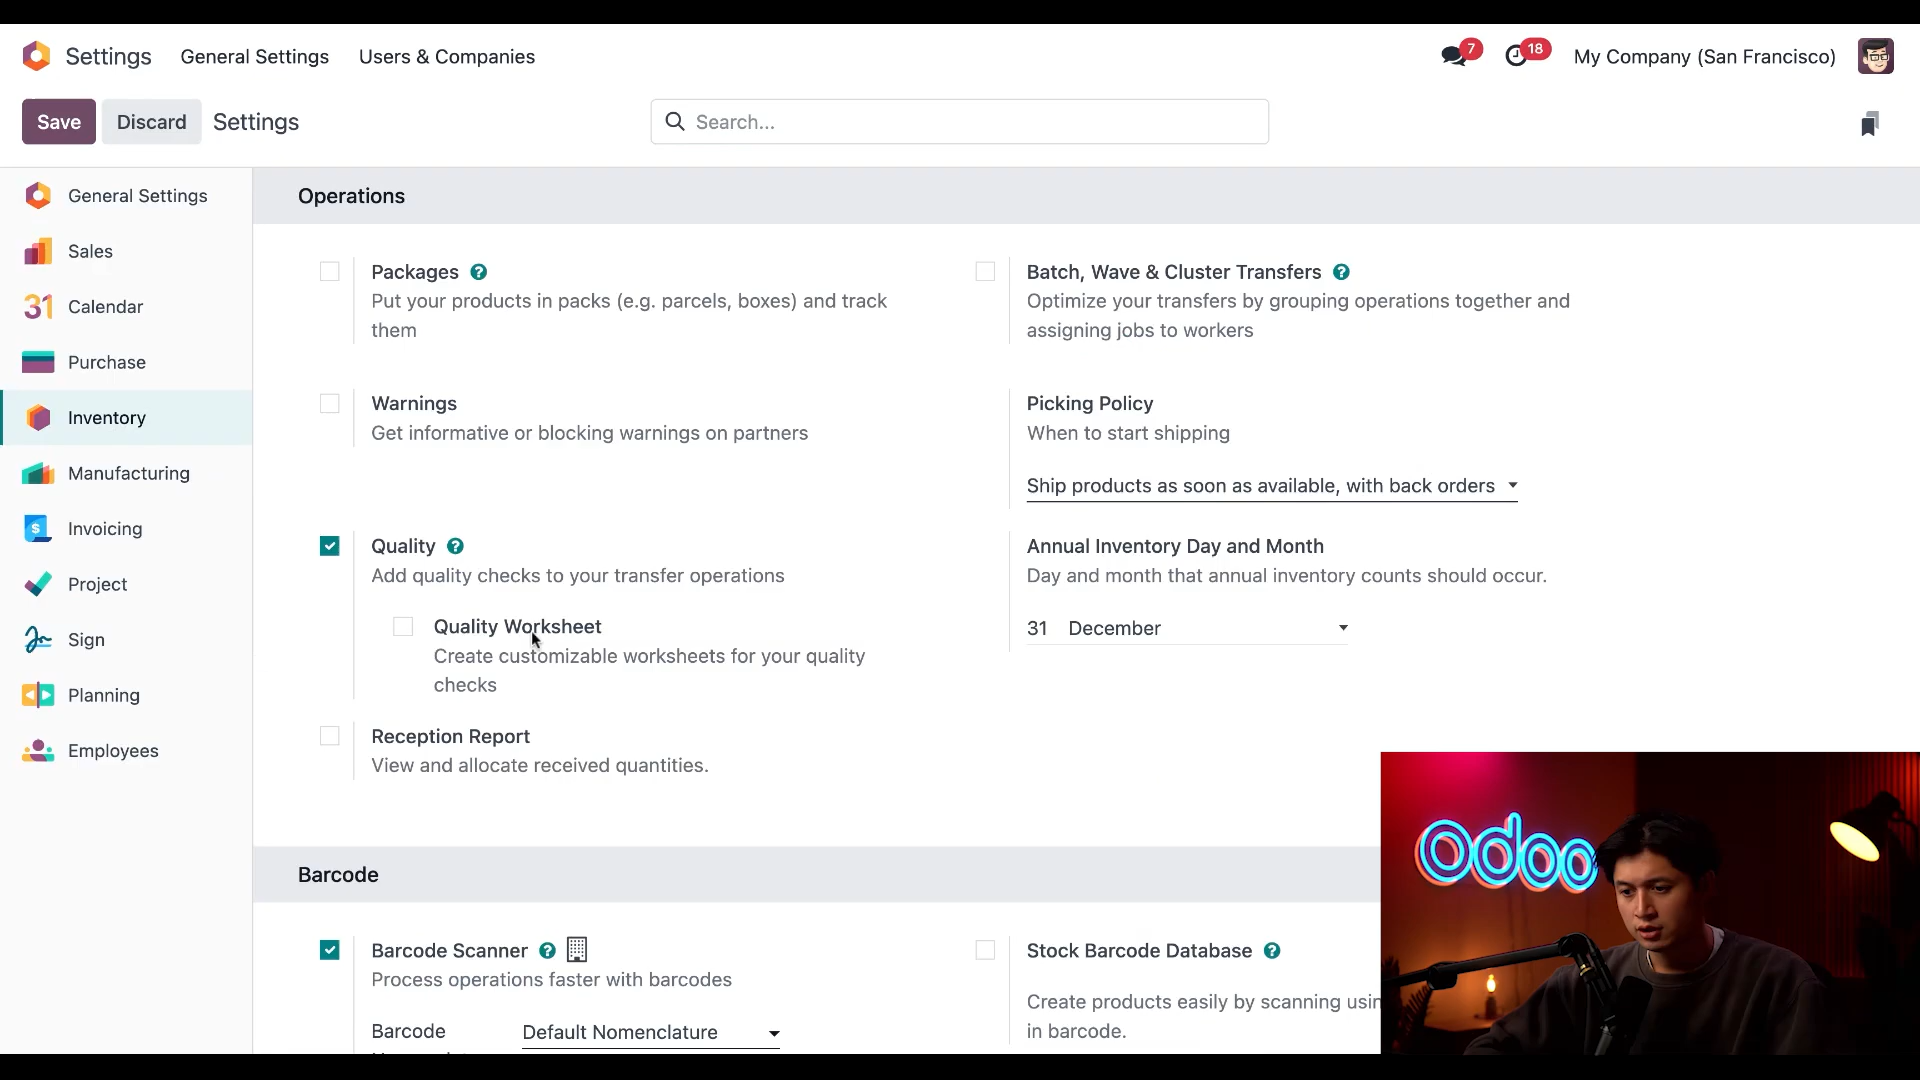 Settings General Settings Users & Companies 7 18 My Company (San Francisco)
Save Discard Settings Search...
General Settings
Sales
31 Calendar
Purchase
Inventory
Manufacturing
$ Invoicing
Project
Sign
Planning
Employees
Operations
Packages ?
Put your products in packs (e.g. parcels, boxes) and track
them
Batch, Wave & Cluster Transfers ?
Optimize your transfers by grouping operations together and
assigning jobs to workers
Warnings
Get informative or blocking warnings on partners
Picking Policy
When to start shipping
Ship products as soon as available, with back orders
Quality ?
Add quality checks to your transfer operations
Quality Worksheet
Create customizable worksheets for your quality
checks
Annual Inventory Day and Month
Day and month that annual inventory counts should occur.
31 December
Reception Report
View and allocate received quantities.
Barcode
Barcode Scanner ?
Process operations faster with barcodes
Barcode Default Nomenclature
Stock Barcode Database ?
Create products easily by scanning usin
in barcode.
odoo